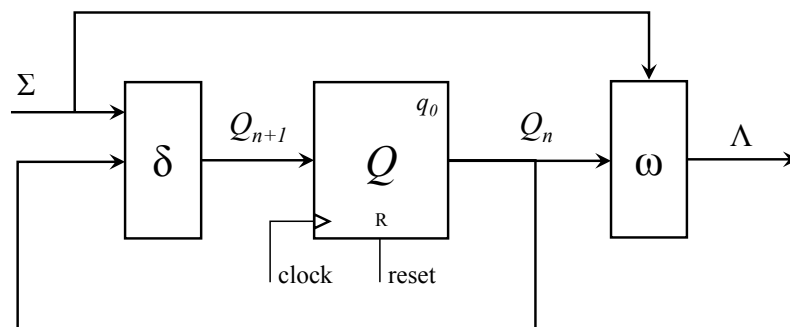 Σ
δ
Qn+1
q0
Q
R
clock
reset
Qn
ω
Λ